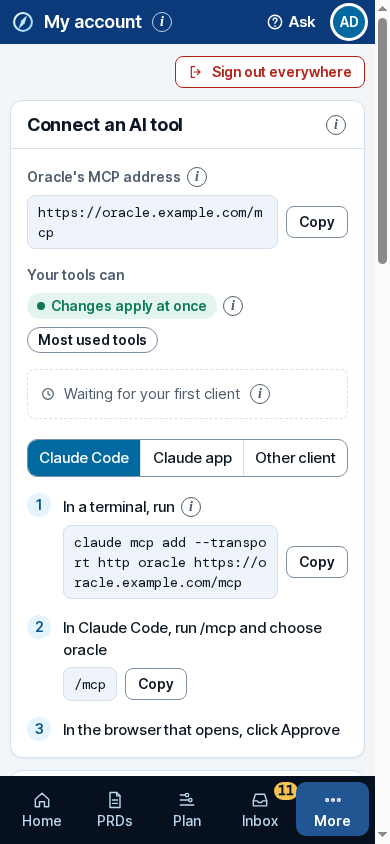 My account i Ask AD
Sign out everywhere
Connect an AI tool i
Oracle's MCP address i
https://oracle.example.com/m
cp
Copy
Your tools can
Changes apply at once i
Most used tools
Waiting for your first client i
Claude Code Claude app Other client
1 In a terminal, run i
claude mcp add --transpo
rt http oracle https://o
racle.example.com/mcp
Copy
2 In Claude Code, run /mcp and choose
oracle
/mcp Copy
3 In the browser that opens, click Approve
11
Home PRDs Plan Inbox More